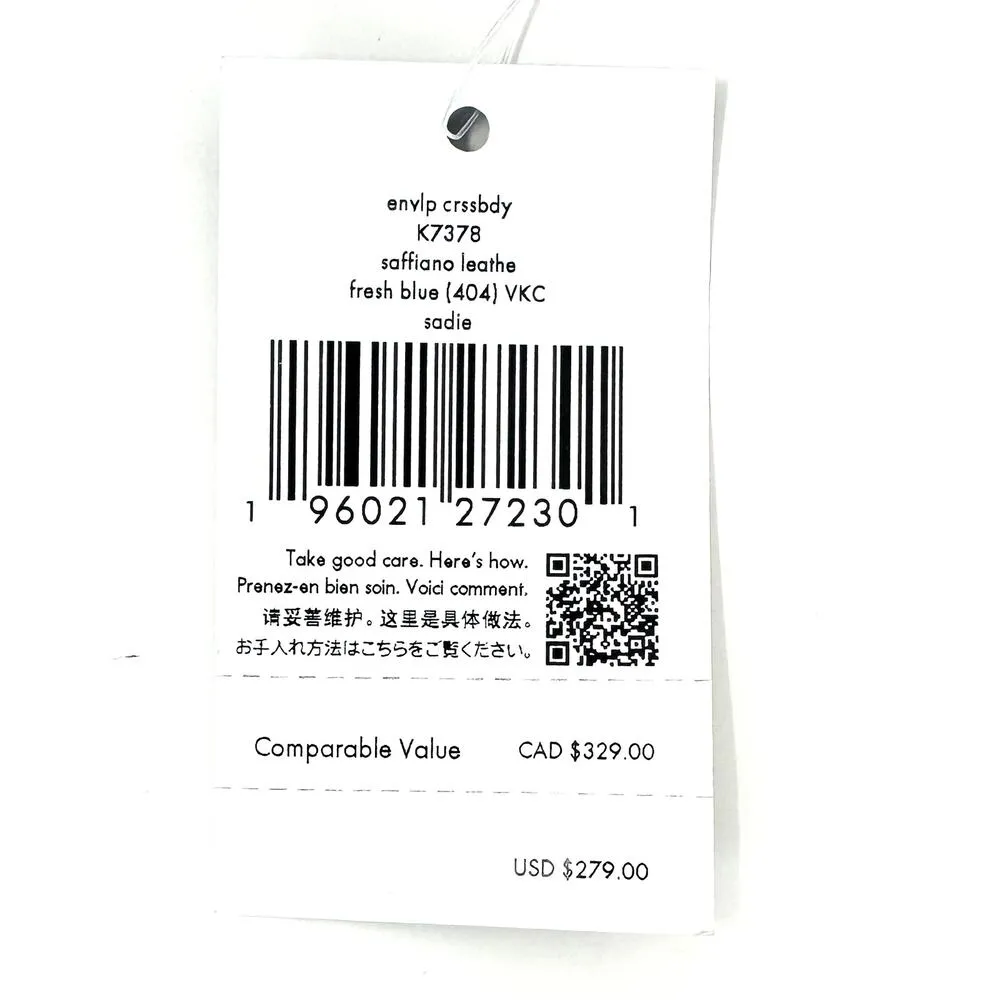 envlp crssbdy
K7378
saffiano leathe
fresh blue (404) VKC
sadie
1 96021 27230 1
Take good care. Here's how.
Prenez-en bien soin. Voici comment.
请妥善维护。这里是具体做法。
お手入れ方法はこちらをご覧ください。
Comparable Value CAD $329.00
USD $279.00